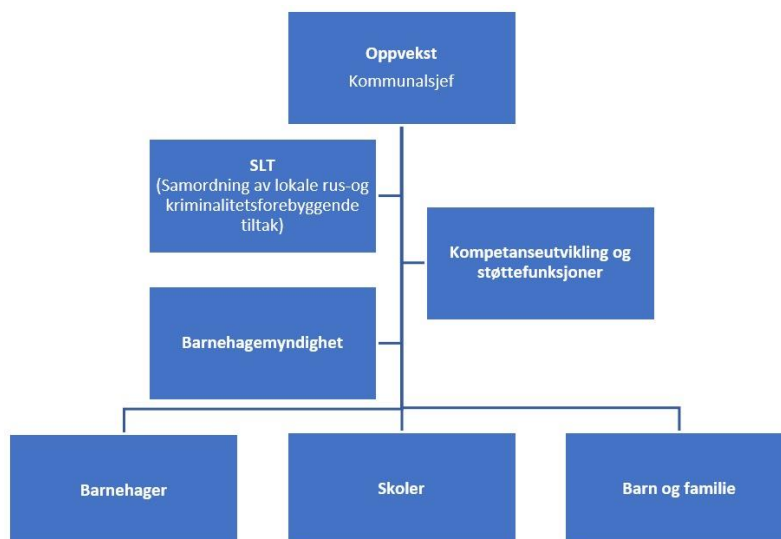 Oppvekst
Kommunalsjef
SLT
(Samordning av lokale rus-og
kriminalitetsforebyggende
tiltak)
Kompetanseutvikling og
støttefunksjoner
Barnehagemyndighet
Barnehager
Skoler
Barn og familie